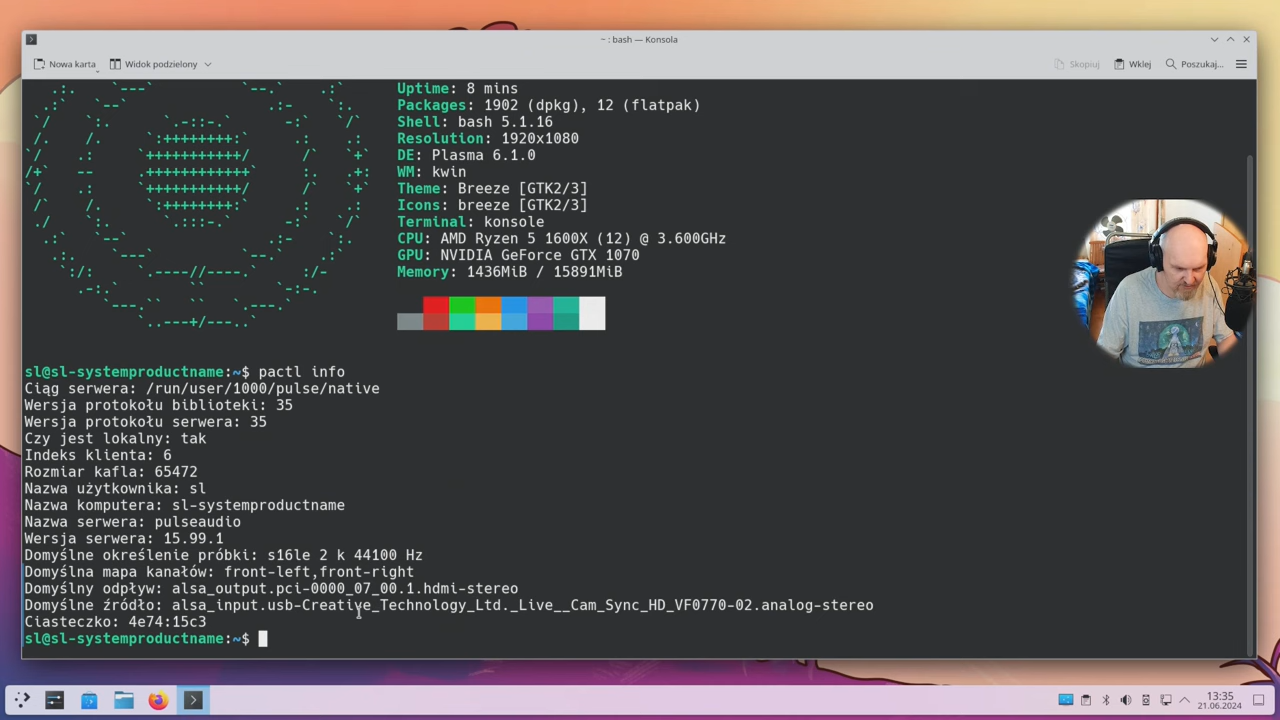 ~ : bash — Konsola
Nowa karta
Widok podzielony
Skopiuj
Wklej
Poszukaj...
Uptime: 8 mins
Packages: 1902 (dpkg), 12 (flatpak)
Shell: bash 5.1.16
Resolution: 1920x1080
DE: Plasma 6.1.0
WM: kwin
Theme: Breeze [GTK2/3]
Icons: breeze [GTK2/3]
Terminal: konsole
CPU: AMD Ryzen 5 1600X (12) @ 3.600GHz
GPU: NVIDIA GeForce GTX 1070
Memory: 1436MiB / 15891MiB
sl@sl-systemproductname:~$ pactl info
Ciąg serwera: /run/user/1000/pulse/native
Wersja protokołu biblioteki: 35
Wersja protokołu serwera: 35
Czy jest lokalny: tak
Indeks klienta: 6
Rozmiar kafla: 65472
Nazwa użytkownika: sl
Nazwa komputera: sl-systemproductname
Nazwa serwera: pulseaudio
Wersja serwera: 15.99.1
Domyślne określenie próbki: s16le 2 k 44100 Hz
Domyślna mapa kanałów: front-left,front-right
Domyślny odpływ: alsa_output.pci-0000_07_00.1.hdmi-stereo
Domyślne źródło: alsa_input.usb-Creative_Technology_Ltd._Live__Cam_Sync_HD_VF0770-02.analog-stereo
Ciasteczko: 4e74:15c3
sl@sl-systemproductname:~$
13:35
21.06.2024